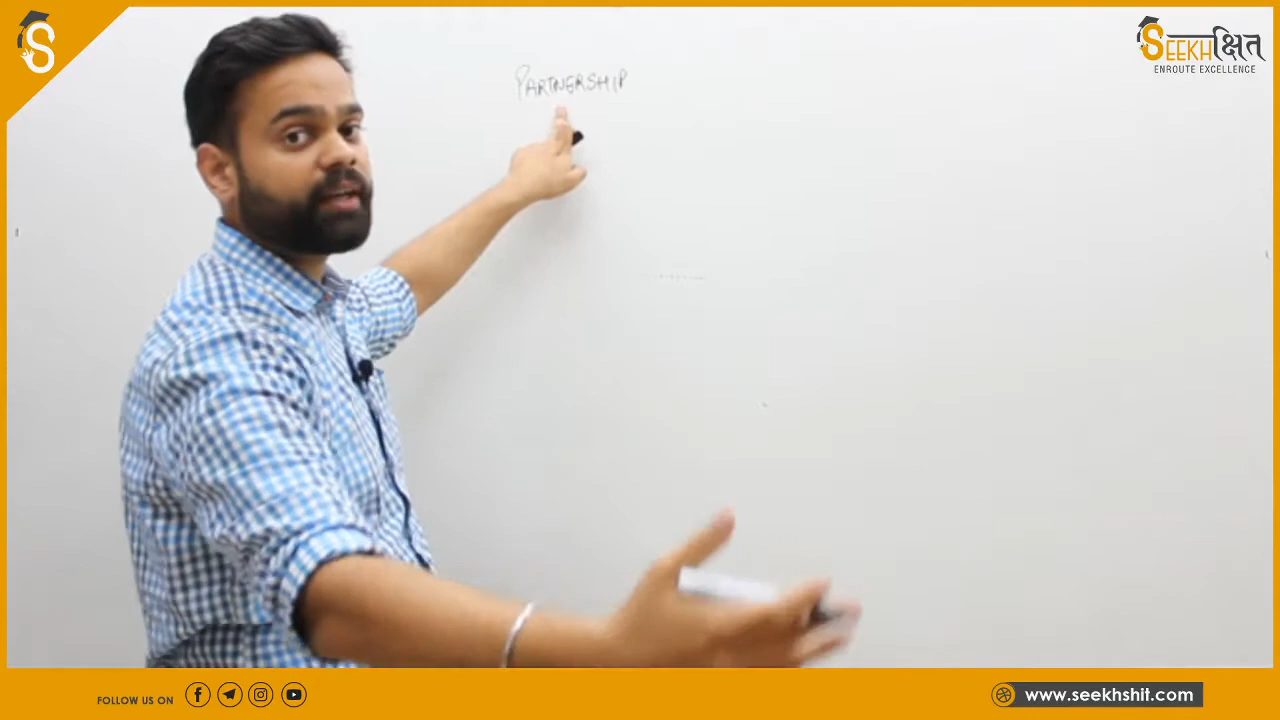 S
SEEKHक्षित
ENROUTE EXCELLENCE
PARTNERSHIP
FOLLOW US ON
www.seekhshit.com